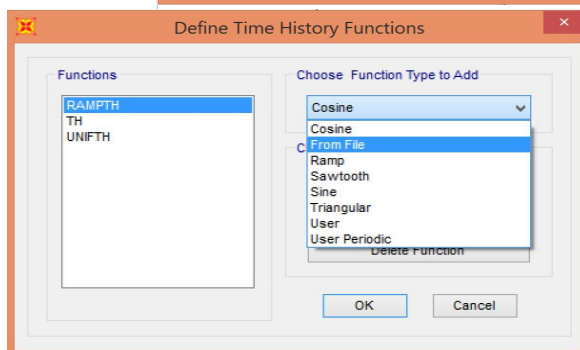 Define Time History Functions
Functions
RAMPTH
TH
UNIFTH
Choose Function Type to Add
Cosine
Cosine
From File
Ramp
Sawtooth
Sine
Triangular
User
User Periodic
Delete Function
OK
Cancel